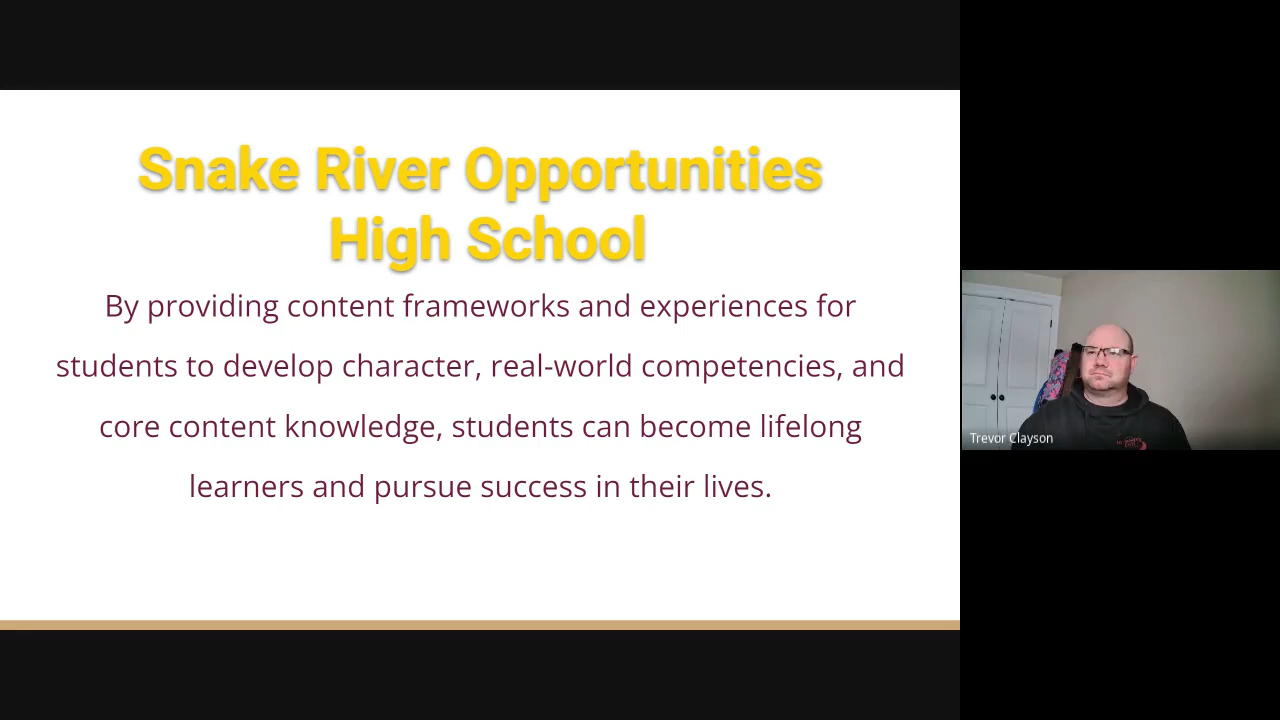 Snake River Opportunities
High School
By providing content frameworks and experiences for
students to develop character, real-world competencies, and
core content knowledge, students can become lifelong
learners and pursue success in their lives.
Trevor Clayson